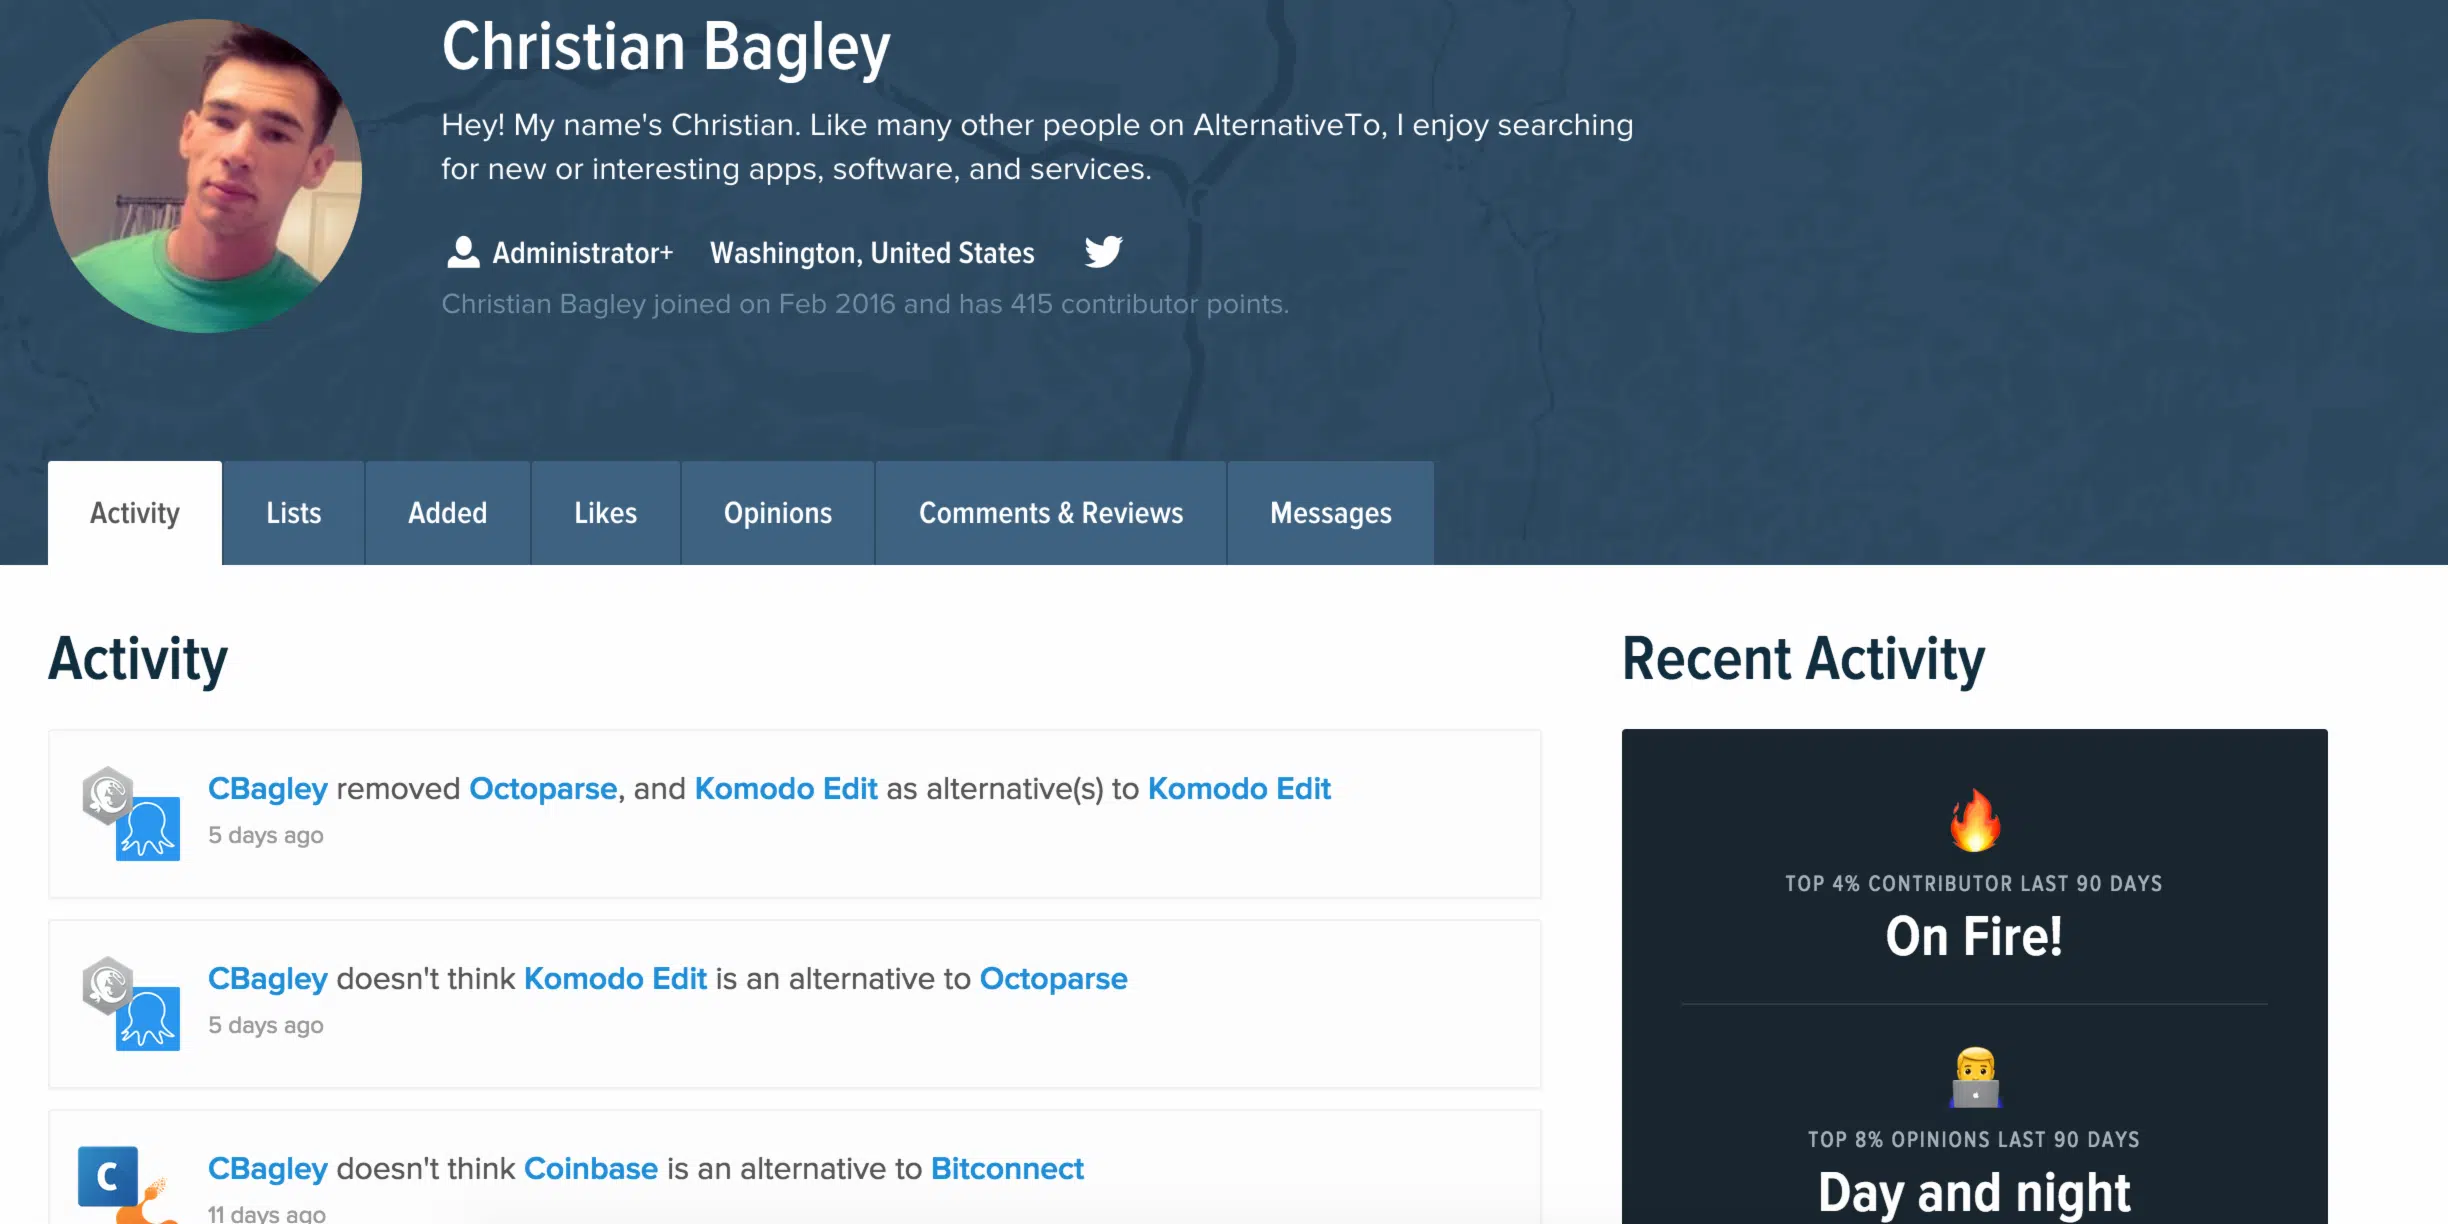 Christian Bagley
Hey! My name's Christian. Like many other people on AlternativeTo, I enjoy searching
for new or interesting apps, software, and services.
Administrator+ Washington, United States
Christian Bagley joined on Feb 2016 and has 415 contributor points.
Activity Lists Added Likes Opinions Comments & Reviews Messages
Activity
CBagley removed Octoparse, and Komodo Edit as alternative(s) to Komodo Edit
5 days ago
CBagley doesn't think Komodo Edit is an alternative to Octoparse
5 days ago
C
CBagley doesn't think Coinbase is an alternative to Bitconnect
11 days ago
Recent Activity
TOP 4% CONTRIBUTOR LAST 90 DAYS
On Fire!
TOP 8% OPINIONS LAST 90 DAYS
Day and night